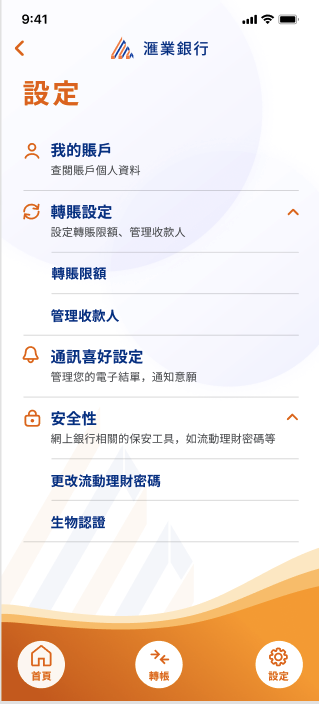 9:41
滙業銀行
設定
我的賬戶
查閱賬戶個人資料
轉賬設定
設定轉賬限額、管理收款人
轉賬限額
管理收款人
通訊喜好設定
管理您的電子結單，通知意願
安全性
網上銀行相關的保安工具，如流動理財密碼等
更改流動理財密碼
生物認證
首頁
轉帳
設定